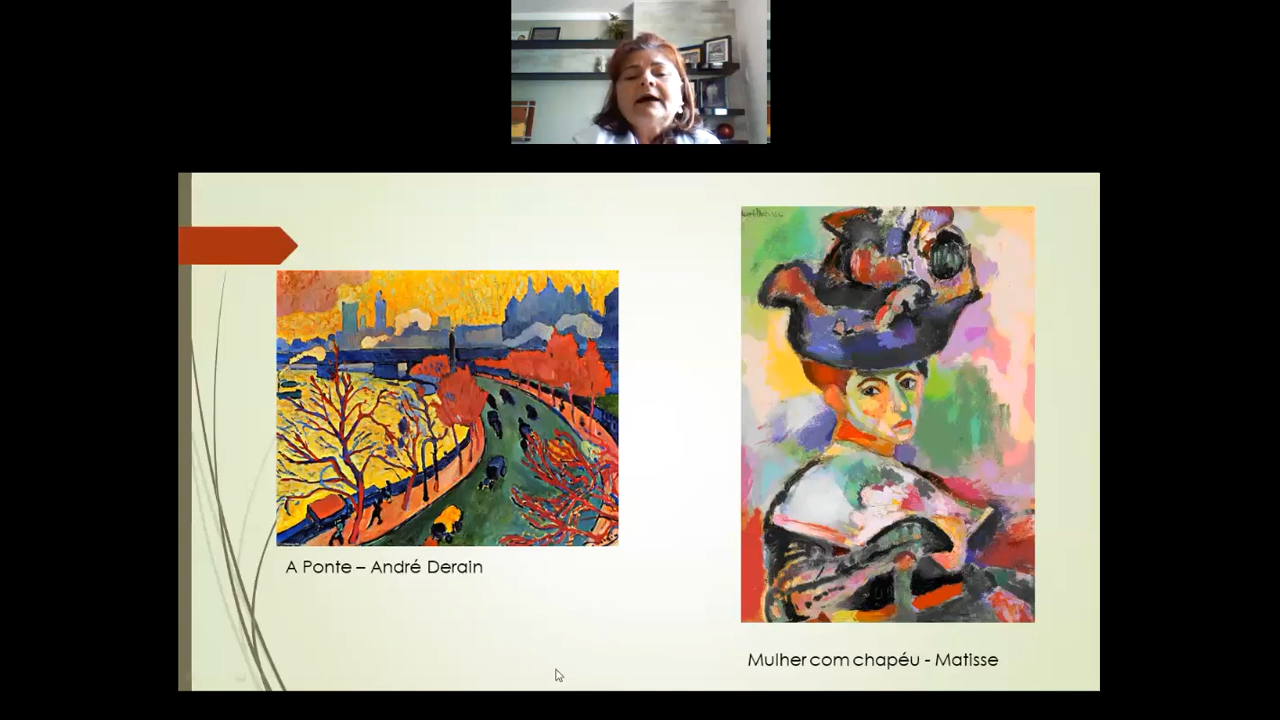 A Ponte – André Derain
Mulher com chapéu - Matisse